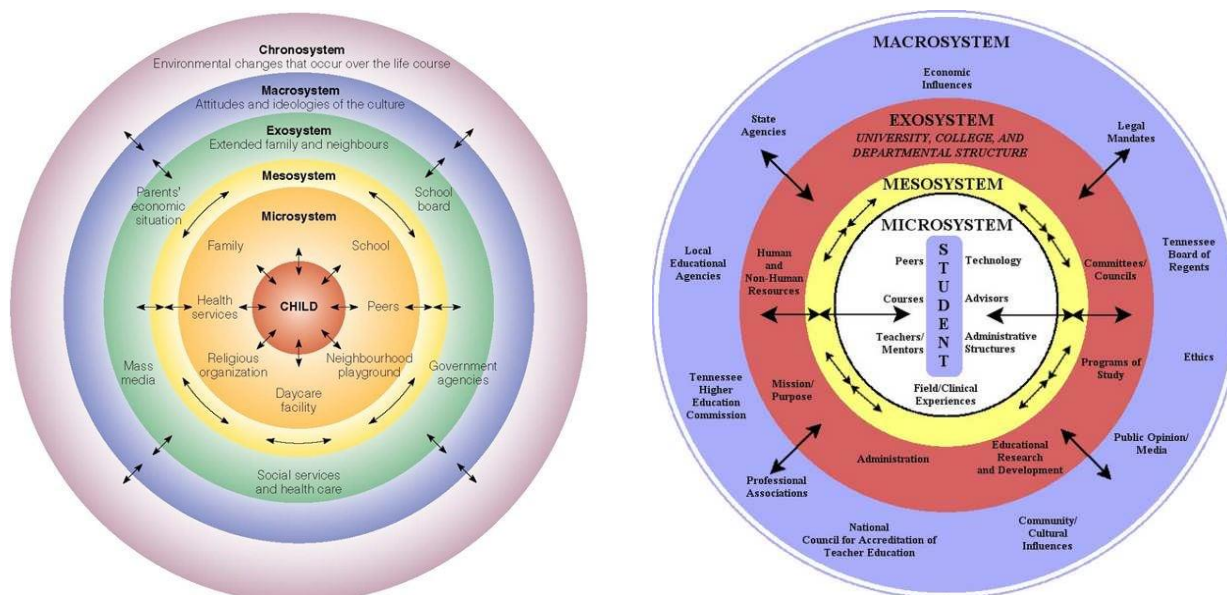 Chronosystem
Environmental changes that occur over the life course
Macrosystem
Attitudes and ideologies of the culture
Exosystem
Extended family and neighbours
Mesosystem
Parents'
economic
situation
School
board
Microsystem
Family
School
CHILD
Health
services
Peers
Religious
organization
Neighbourhood
playground
Daycare
facility
Mass
media
Government
agencies
Social services
and health care
MACROSYSTEM
Economic
Influences
State
Agencies
Legal
Mandates
EXOSYSTEM
UNIVERSITY, COLLEGE, AND
DEPARTMENTAL STRUCTURE
MESOSYSTEM
MICROSYSTEM
Local
Educational
Agencies
Human
and
Non-Human
Resources
Peers
STUDENT
Technology
Committees/
Councils
Tennessee
Board of
Regents
Courses
Advisors
Teachers/
Mentors
Administrative
Structures
Field/Clinical
Experiences
Tennessee
Higher
Education
Commission
Mission/
Purpose
Programs of
Study
Ethics
Administration
Educational
Research
and Development
Public Opinion/
Media
Professional
Associations
National
Council for Accreditation of
Teacher Education
Community/
Cultural
Influences